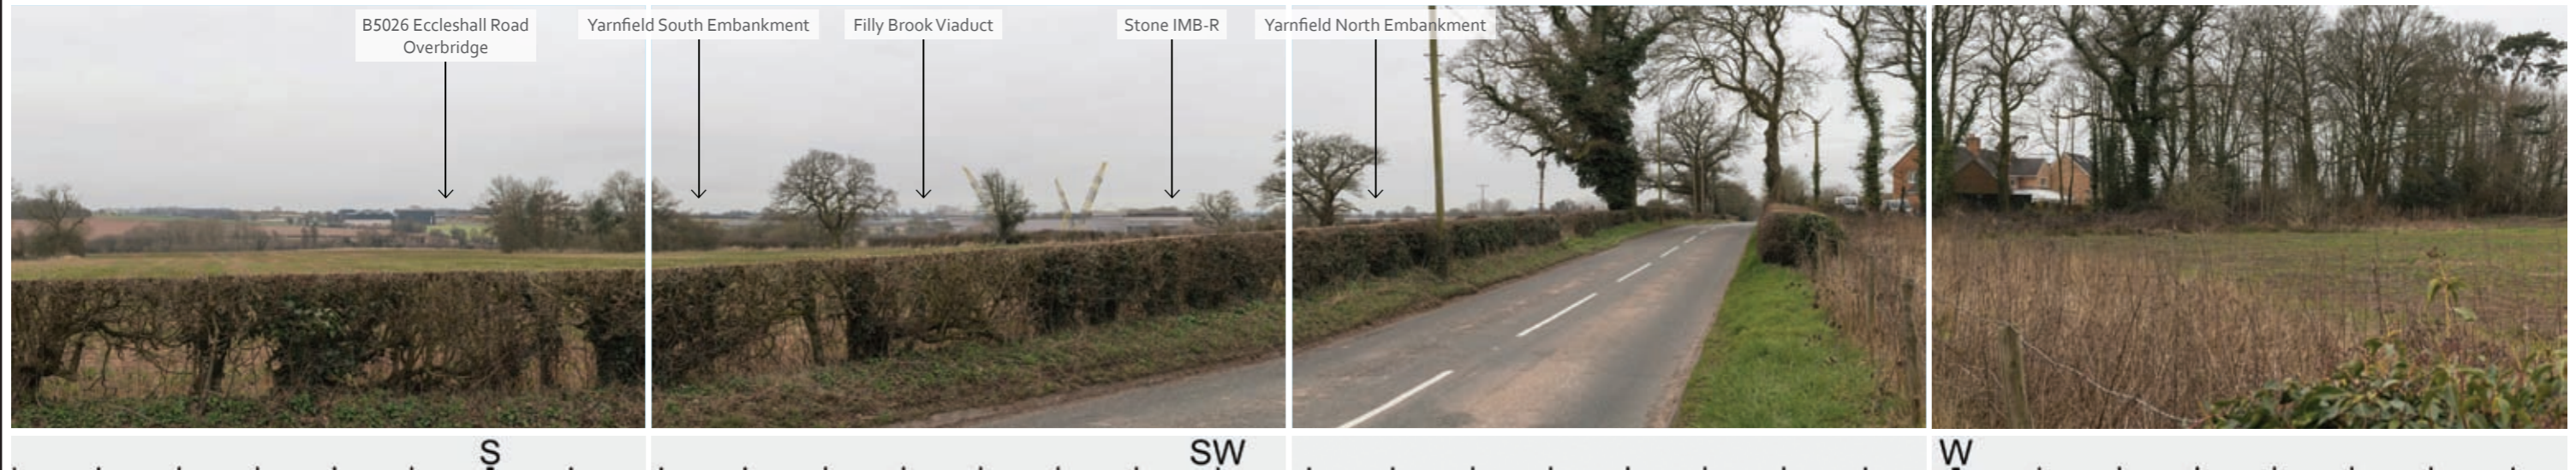 B5026 Eccleshall Road
Overbridge
Yarnfield South Embankment
Filly Brook Viaduct
Stone IMB-R
Yarnfield North Embankment
S
SW
W